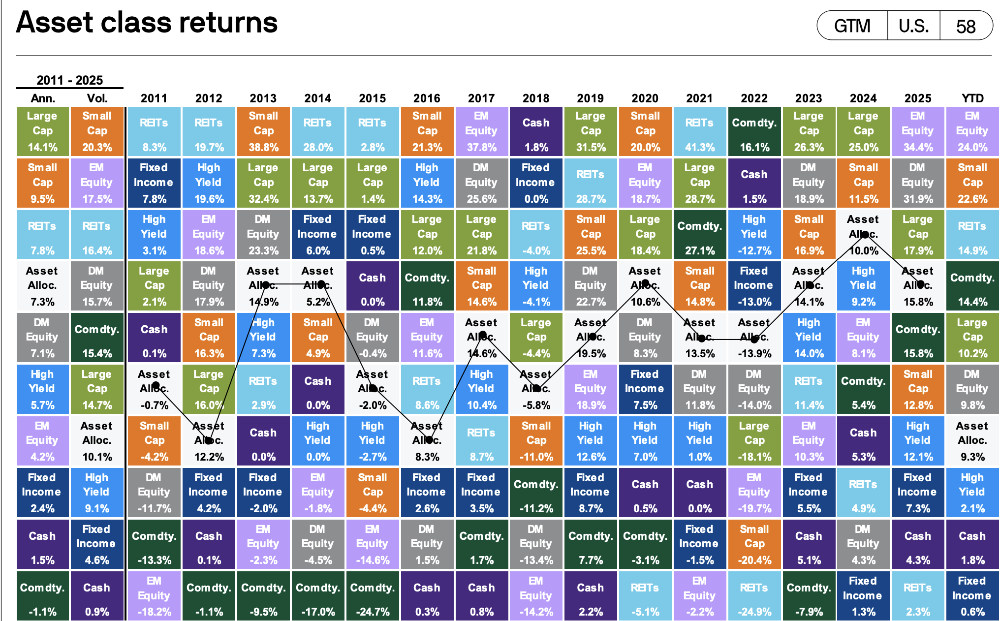 Asset class returns
GTM U.S. 58
2011 - 2025
Ann. Vol. 2011 2012 2013 2014 2015 2016 2017 2018 2019 2020 2021 2022 2023 2024 2025 YTD
Large Small REITs REITs Small REITs REITs Small EM Cash Large Small REITs Comdty. Large Large EM EM
Cap Cap Cap Cap Equity Cap Cap Cap Cap Equity Equity
14.1% 20.3% 8.3% 19.7% 38.8% 28.0% 2.8% 21.3% 37.8% 1.8% 31.5% 20.0% 41.3% 16.1% 26.3% 25.0% 34.4% 24.0%
Small EM Fixed High Large Large Large High DM Fixed REITs EM Large Cash DM Small DM Small
Cap Equity Income Yield Cap Cap Cap Yield Equity Income Equity Cap Equity Cap Equity Cap
9.5% 17.5% 7.8% 19.6% 32.4% 13.7% 1.4% 14.3% 25.6% 0.0% 28.7% 18.7% 28.7% 1.5% 18.9% 11.5% 31.9% 22.6%
REITs REITs High EM DM Fixed Fixed Large Large REITs Small Large Comdty. High Small Asset Large REITs
Yield Equity Equity Income Income Cap Cap Cap Cap Yield Cap Alloc. Cap
7.8% 16.4% 3.1% 18.6% 23.3% 6.0% 0.5% 12.0% 21.8% -4.0% 25.5% 18.4% 27.1% -12.7% 16.9% 10.0% 17.9% 14.9%
Asset DM Large DM Asset Asset Cash Comdty. Small High DM Asset Small Fixed Asset High Asset Comdty.
Alloc. Equity Cap Equity Alloc. Alloc. Cap Yield Equity Alloc. Cap Income Alloc. Yield Alloc.
7.3% 15.7% 2.1% 17.9% 14.9% 5.2% 0.0% 11.8% 14.6% -4.1% 22.7% 10.6% 14.8% -13.0% 14.1% 9.2% 15.8% 14.4%
DM Comdty. Cash Small High Small DM EM Asset Large Asset DM Asset Asset High EM Comdty. Large
Equity Cap Yield Cap Equity Equity Alloc. Cap Alloc. Equity Alloc. Alloc. Yield Equity Cap
7.1% 15.4% 0.1% 16.3% 7.3% 4.9% -0.4% 11.6% 14.6% -4.4% 19.5% 8.3% 13.5% -13.9% 14.0% 8.1% 15.8% 10.2%
High Large Asset Large REITs Cash Asset REITs High Asset EM Fixed DM DM REITs Comdty. Small DM
Yield Cap Alloc. Cap Alloc. Yield Alloc. Equity Income Equity Equity Cap Equity
5.7% 14.7% -0.7% 16.0% 2.9% 0.0% -2.0% 8.6% 10.4% -5.8% 18.9% 7.5% 11.8% -14.0% 11.4% 5.4% 12.8% 9.8%
EM Asset Small Asset Cash High High Asset REITs Small High High High Large EM Cash High Asset
Equity Alloc. Cap Alloc. Yield Yield Alloc. Cap Yield Yield Yield Cap Equity Yield Alloc.
4.2% 10.1% -4.2% 12.2% 0.0% 0.0% -2.7% 8.3% 8.7% -11.0% 12.6% 7.0% 1.0% -18.1% 10.3% 5.3% 12.1% 9.3%
Fixed High DM Fixed Fixed EM Small Fixed Fixed Comdty. Fixed Cash Cash EM Fixed REITs Fixed High
Income Yield Equity Income Income Equity Cap Income Income Income Equity Income Income Yield
2.4% 9.1% -11.7% 4.2% -2.0% -1.8% -4.4% 2.6% 3.5% -11.2% 8.7% 0.5% 0.0% -19.7% 5.5% 4.9% 7.3% 2.1%
Cash Fixed Comdty. Cash EM DM EM DM Comdty. DM Comdty. Comdty. Fixed Small Cash DM Cash Cash
Income Equity Equity Equity Equity Equity Income Cap Equity
1.5% 4.6% -13.3% 0.1% -2.3% -4.5% -14.6% 1.5% 1.7% -13.4% 7.7% -3.1% -1.5% -20.4% 5.1% 4.3% 4.3% 1.8%
Comdty. Cash EM Comdty. Comdty. Comdty. Comdty. Cash Cash EM Cash REITs EM REITs Comdty. Fixed REITs Fixed
Equity Equity Equity Income Income
-1.1% 0.9% -18.2% -1.1% -9.5% -17.0% -24.7% 0.3% 0.8% -14.2% 2.2% -5.1% -2.2% -24.9% -7.9% 1.3% 2.3% 0.6%